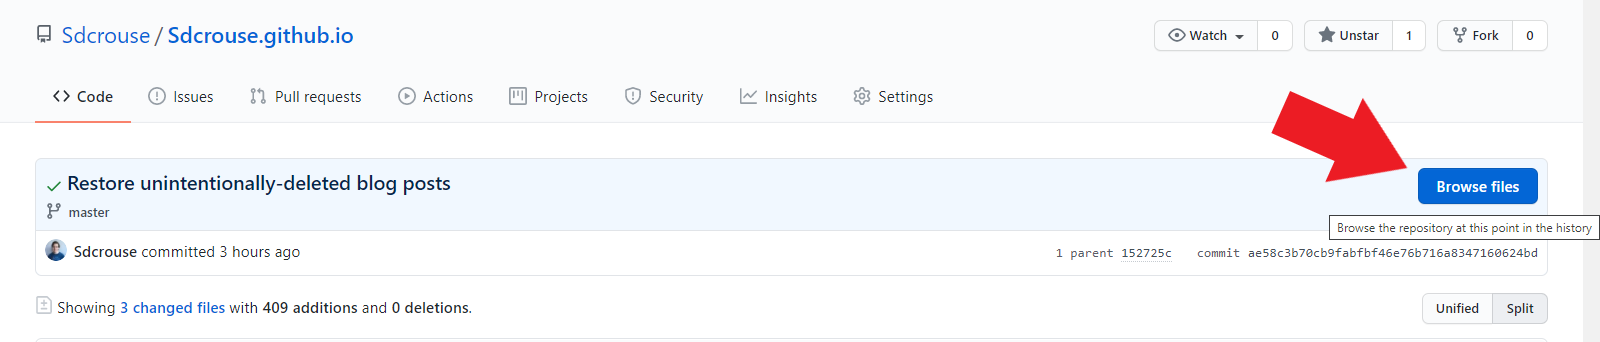 Sdcrouse / Sdcrouse.github.io Watch 0 Unstar 1 Fork 0
Code Issues Pull requests Actions Projects Security Insights Settings
Restore unintentionally-deleted blog posts
Browse files
master
Browse the repository at this point in the history
Sdcrouse committed 3 hours ago 1 parent 152725c commit ae58c3b70cb9fabfbf46e76b716a8347160624bd
Showing 3 changed files with 409 additions and 0 deletions. Unified Split